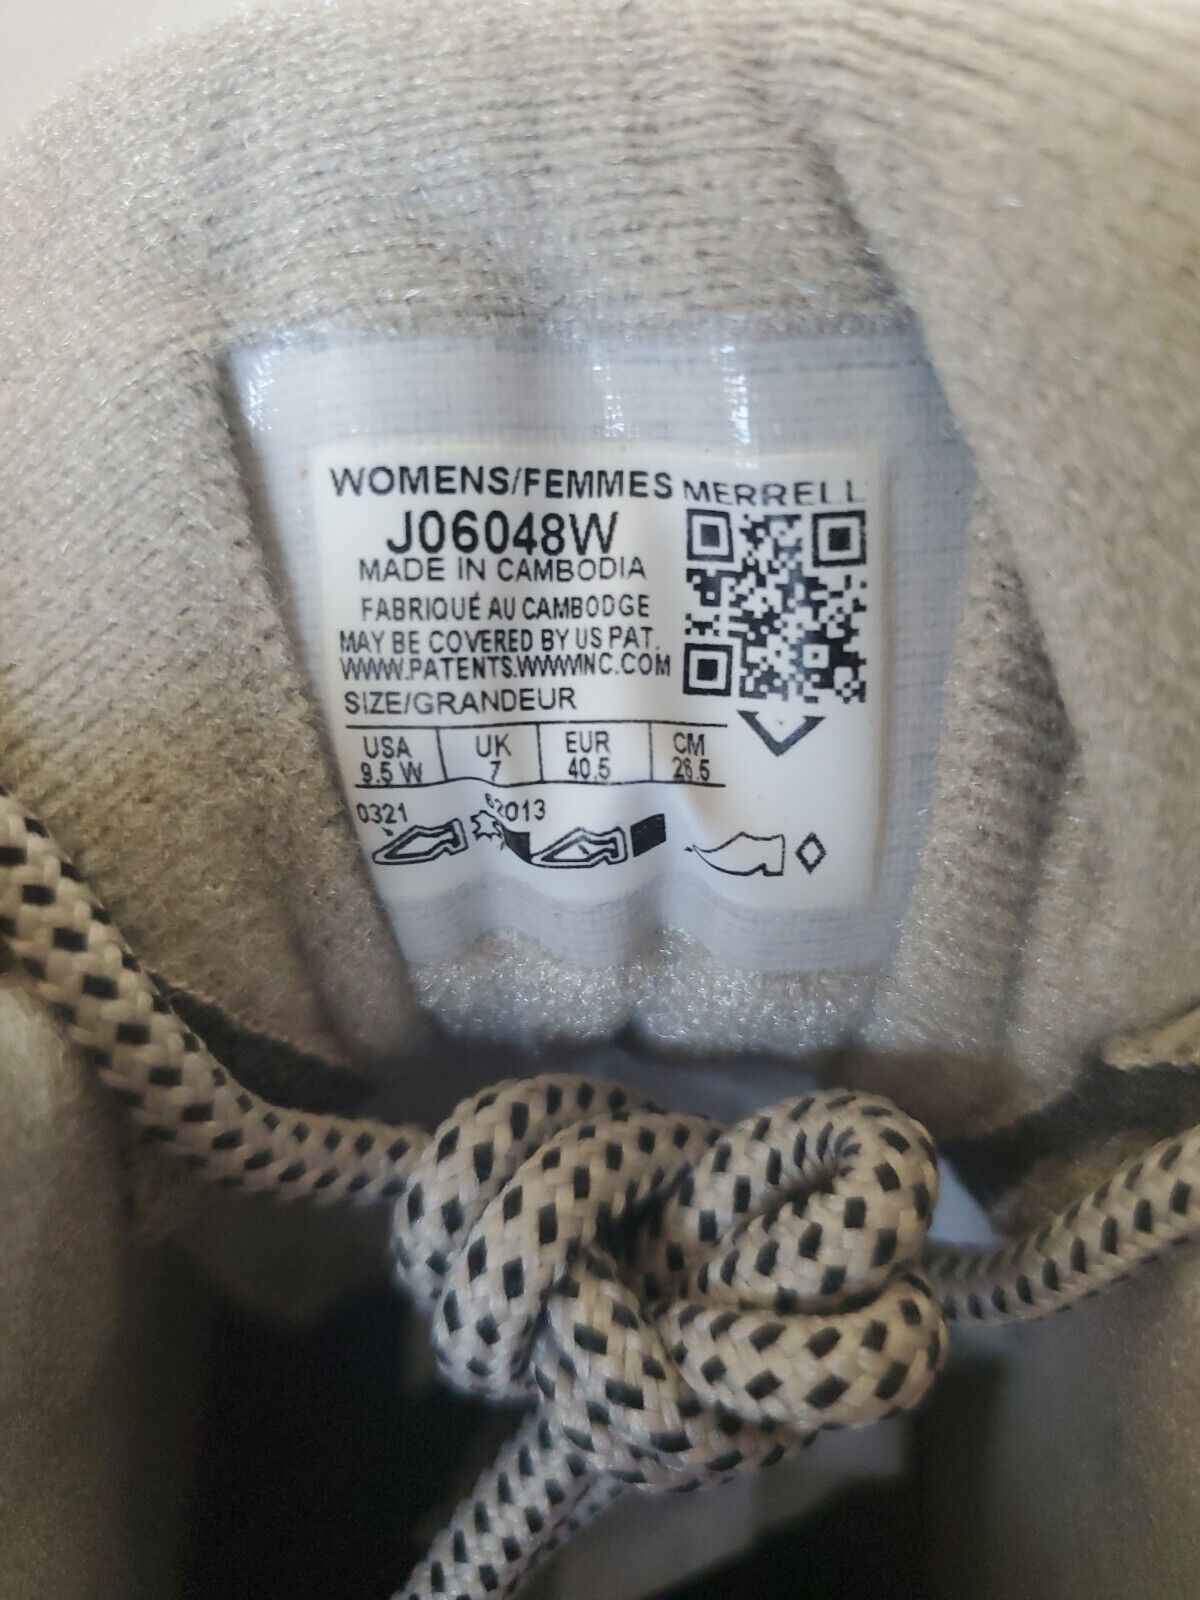 WOMENS/FEMMES MERRELL
J06048W
MADE IN CAMBODIA
FABRIQUÉ AU CAMBODGE
MAY BE COVERED BY US PAT.
WWW.PATENTS.WWWINC.COM
SIZE/GRANDEUR
USA UK EUR CM
9.5 W 7 40.5 26.5
0321 62013